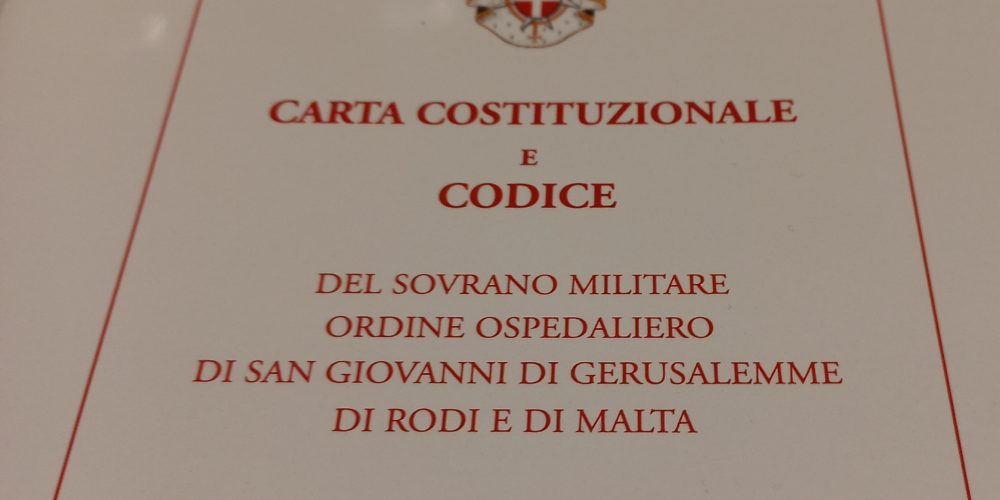 CARTA COSTITUZIONALE
E
CODICE
DEL SOVRANO MILITARE
ORDINE OSPEDALIERO
DI SAN GIOVANNI DI GERUSALEMME
DI RODI E DI MALTA